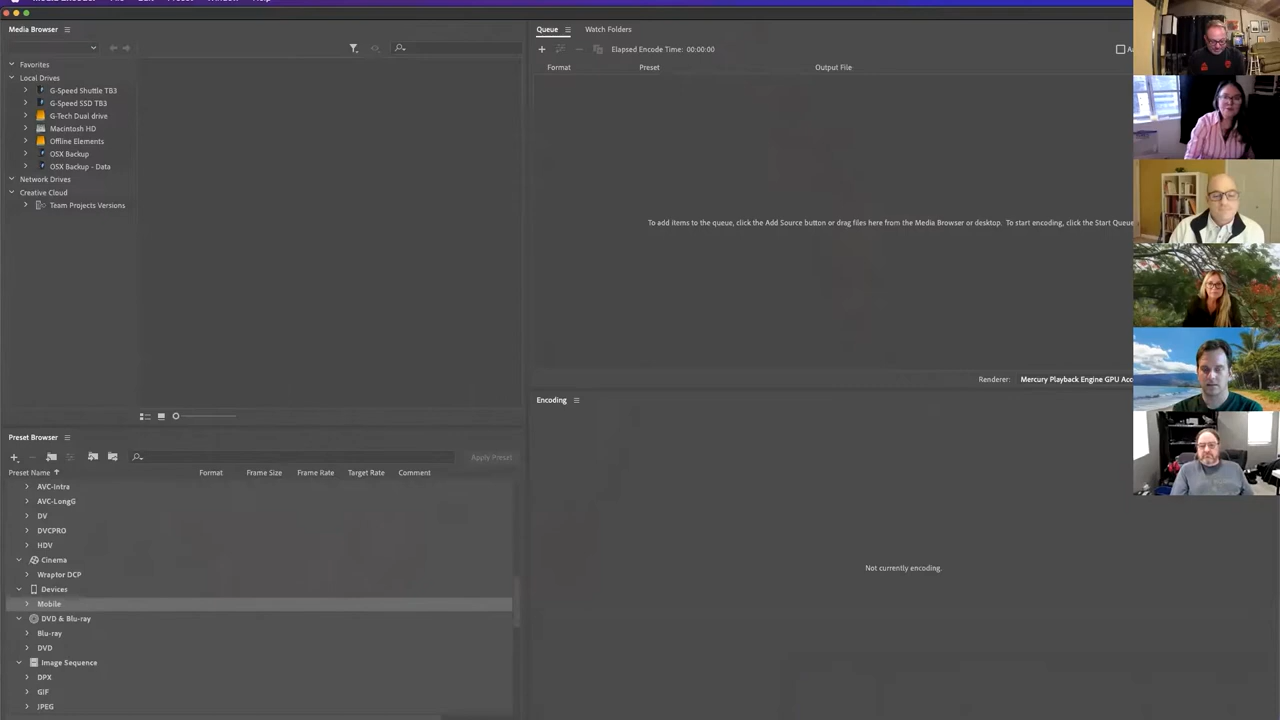 Media Browser
Queue
Watch Folders
Elapsed Encode Time: 00:00:00
Format
Preset
Output File
Favorites
Local Drives
G-Speed Shuttle TB3
G-Speed SSD TB3
G-Tech Dual drive
Macintosh HD
Offline Elements
OSX Backup
OSX Backup - Data
Network Drives
Creative Cloud
Team Projects Versions
To add items to the queue, click the Add Source button or drag files here from the Media Browser or desktop. To start encoding, click the Start Queue
Renderer:
Mercury Playback Engine GPU Acc
Encoding
Not currently encoding.
Preset Browser
Apply Preset
Preset Name
Format
Frame Size
Frame Rate
Target Rate
Comment
AVC-Intra
AVC-LongG
DV
DVCPRO
HDV
Cinema
Wraptor DCP
Devices
Mobile
DVD & Blu-ray
Blu-ray
DVD
Image Sequence
DPX
GIF
JPEG